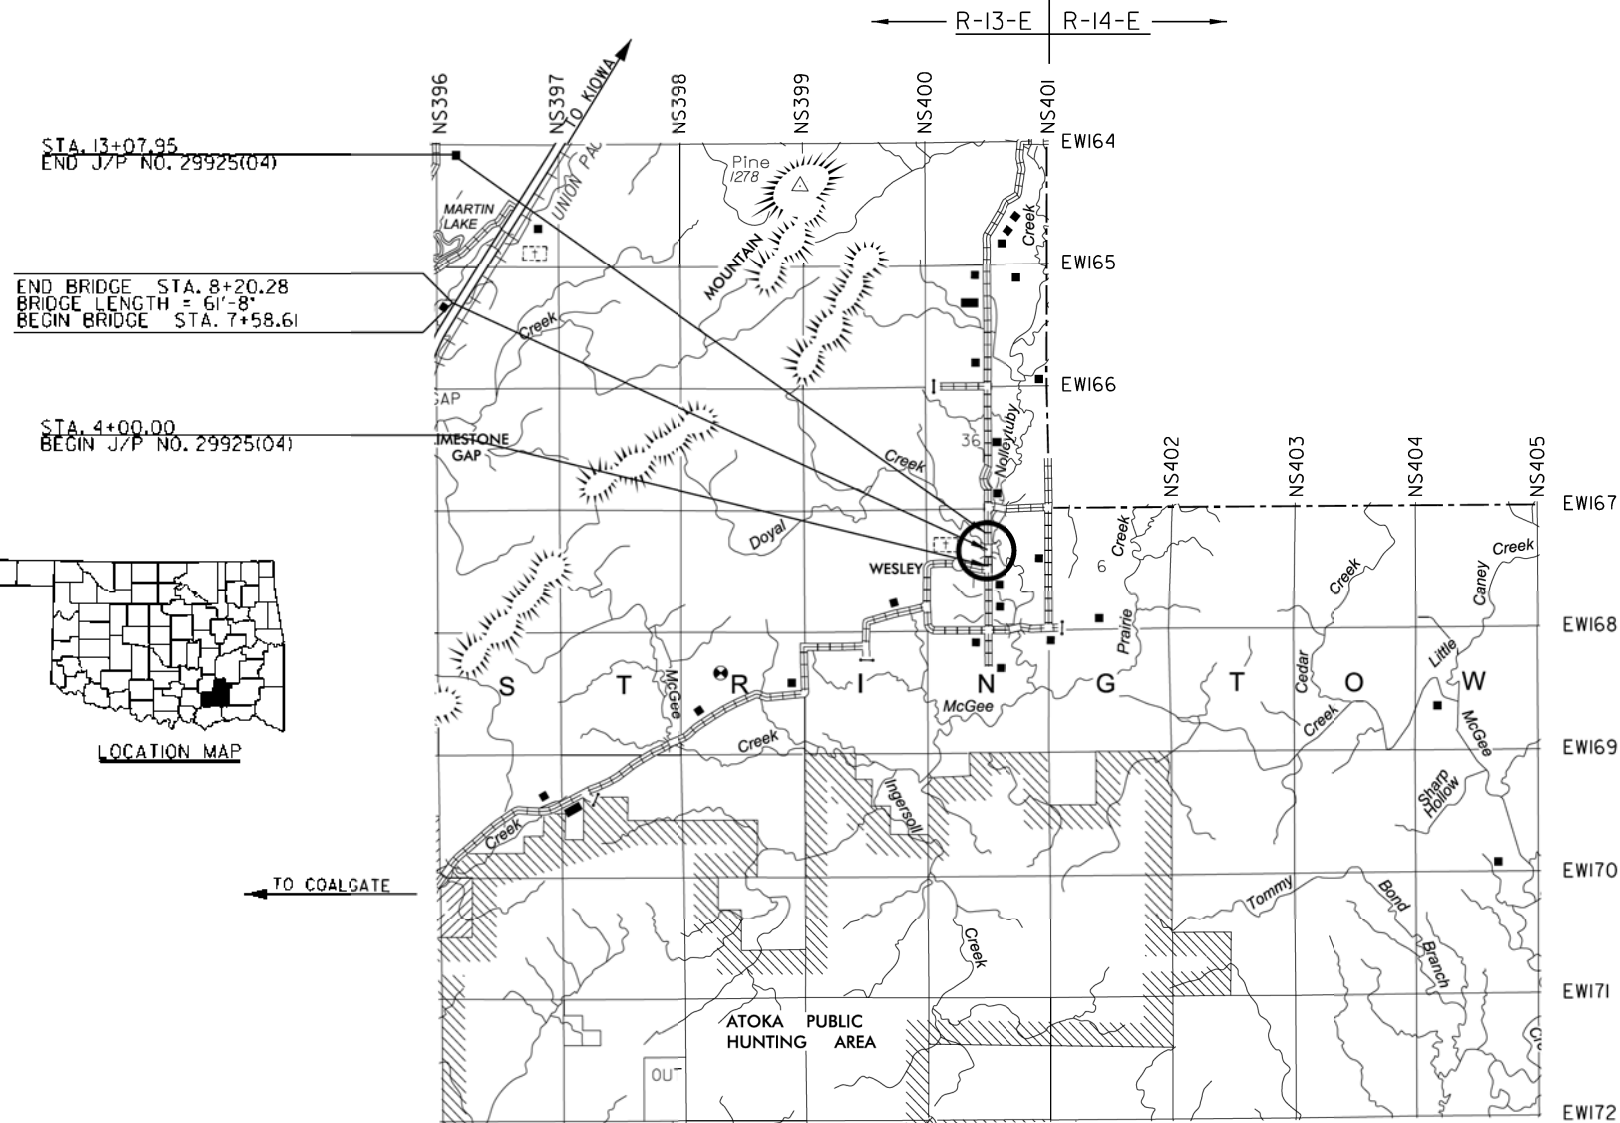 R-13-E R-14-E
NS396
NS397
NS398
NS399
NS400
NS401
TO KIOWA
UNION PAC
EW164
STA. 13+07.95
END J/P NO. 29925(04)
Pine
1278
MARTIN
LAKE
Creek
MOUNTAIN
EW165
END BRIDGE STA. 8+20.28
BRIDGE LENGTH = 61'-8"
BEGIN BRIDGE STA. 7+58.61
Creek
EW166
GAP
STA. 4+00.00
BEGIN J/P NO. 29925(04)
IMESTONE
GAP
36
Nolleytuby
Creek
NS402
NS403
NS404
NS405
EW167
Doyal
Creek
Creek
Creek
Caney
WESLEY
6
EW168
Prairie
Little
Cedar
S T R I N G T O W
McGee
McGee
Creek
McGee
Creek
EW169
LOCATION MAP
Ingersoll
Sharp
Hollow
Creek
TO COALGATE
EW170
Tommy
Bond
Branch
Creek
EW171
ATOKA PUBLIC
HUNTING AREA
Cr
OU
EW172